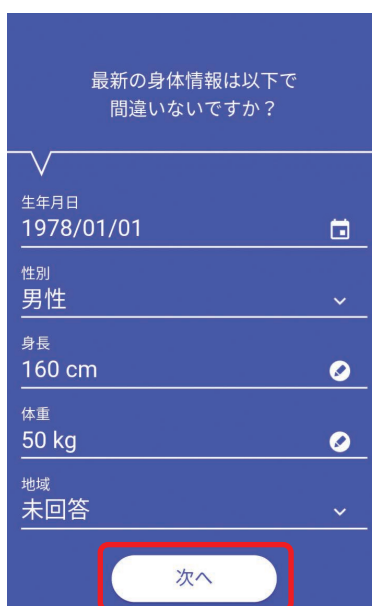 最新の身体情報は以下で
間違いないですか？
生年月日
1978/01/01
性別
男性
身長
160 cm
体重
50 kg
地域
未回答
次へ